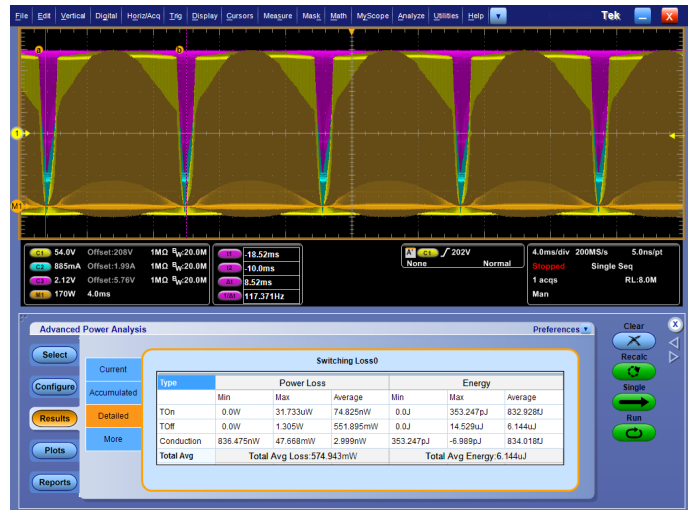 File Edit Vertical Digital Horiz/Acq Trig Display Cursors Measure Mask Math MyScope Analyze Utilities Help Tek X
a b
1
M1
C1 54.0V Offset:208V 1MΩ BW:20.0M
C2 885mA Offset:1.99A 1MΩ BW:20.0M
C3 2.12V Offset:5.76V 1MΩ BW:20.0M
M1 170W 4.0ms
t1 -18.52ms
t2 -10.0ms
Δt 8.52ms
1/Δt 117.371Hz
A' C1 202V
None Normal
4.0ms/div 200MS/s 5.0ns/pt
Stopped Single Seq
1 acqs RL:8.0M
Man
Advanced Power Analysis Preferences
Clear X
Select
Configure
Results
Plots
Reports
Current
Accumulated
Detailed
More
Switching Loss0
Type Power Loss Energy
Min Max Average Min Max Average
TOn 0.0W 31.733uW 74.825nW 0.0J 353.247pJ 832.928fJ
TOff 0.0W 1.305W 551.895mW 0.0J 14.529uJ 6.144uJ
Conduction 836.475nW 47.668mW 2.999nW 353.247pJ -6.989pJ 834.018fJ
Total Avg Total Avg Loss:574.943mW Total Avg Energy:6.144uJ
Recalc
Single
Run